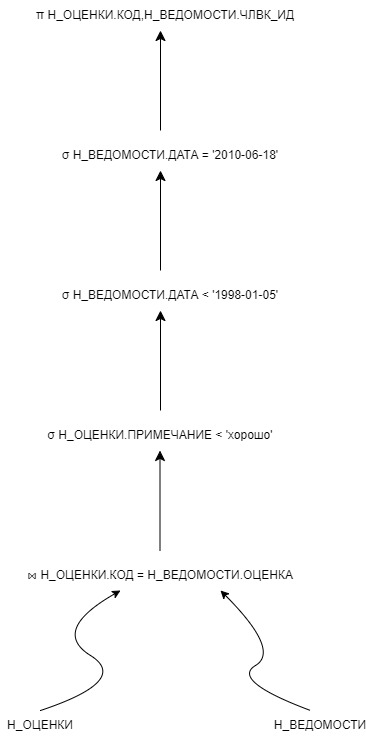 π Н_ОЦЕНКИ.КОД,Н_ВЕДОМОСТИ.ЧЛВК_ИД
σ Н_ВЕДОМОСТИ.ДАТА = '2010-06-18'
σ Н_ВЕДОМОСТИ.ДАТА < '1998-01-05'
σ Н_ОЦЕНКИ.ПРИМЕЧАНИЕ < 'хорошо'
⋈ Н_ОЦЕНКИ.КОД = Н_ВЕДОМОСТИ.ОЦЕНКА
Н_ОЦЕНКИ
Н_ВЕДОМОСТИ